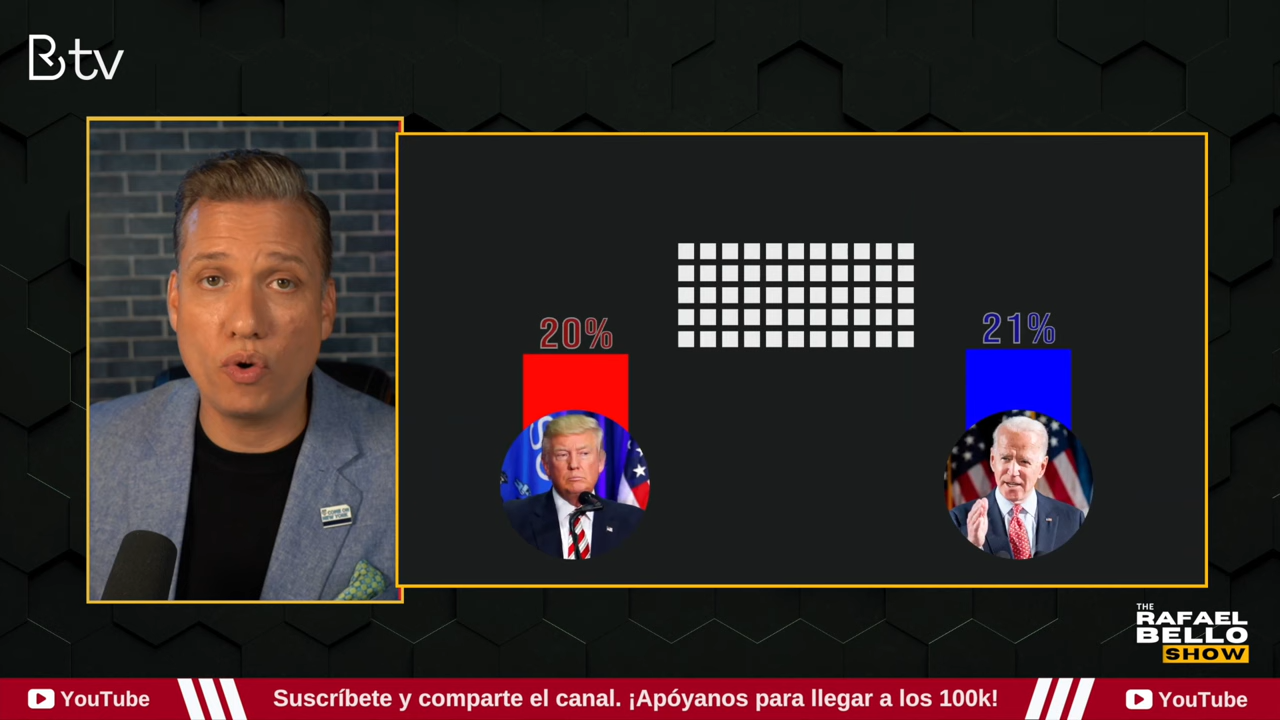 Btv
20%
21%
THE
RAFAEL
BELLO
SHOW
YouTube
Suscríbete y comparte el canal. ¡Apóyanos para llegar a los 100k!
YouTube